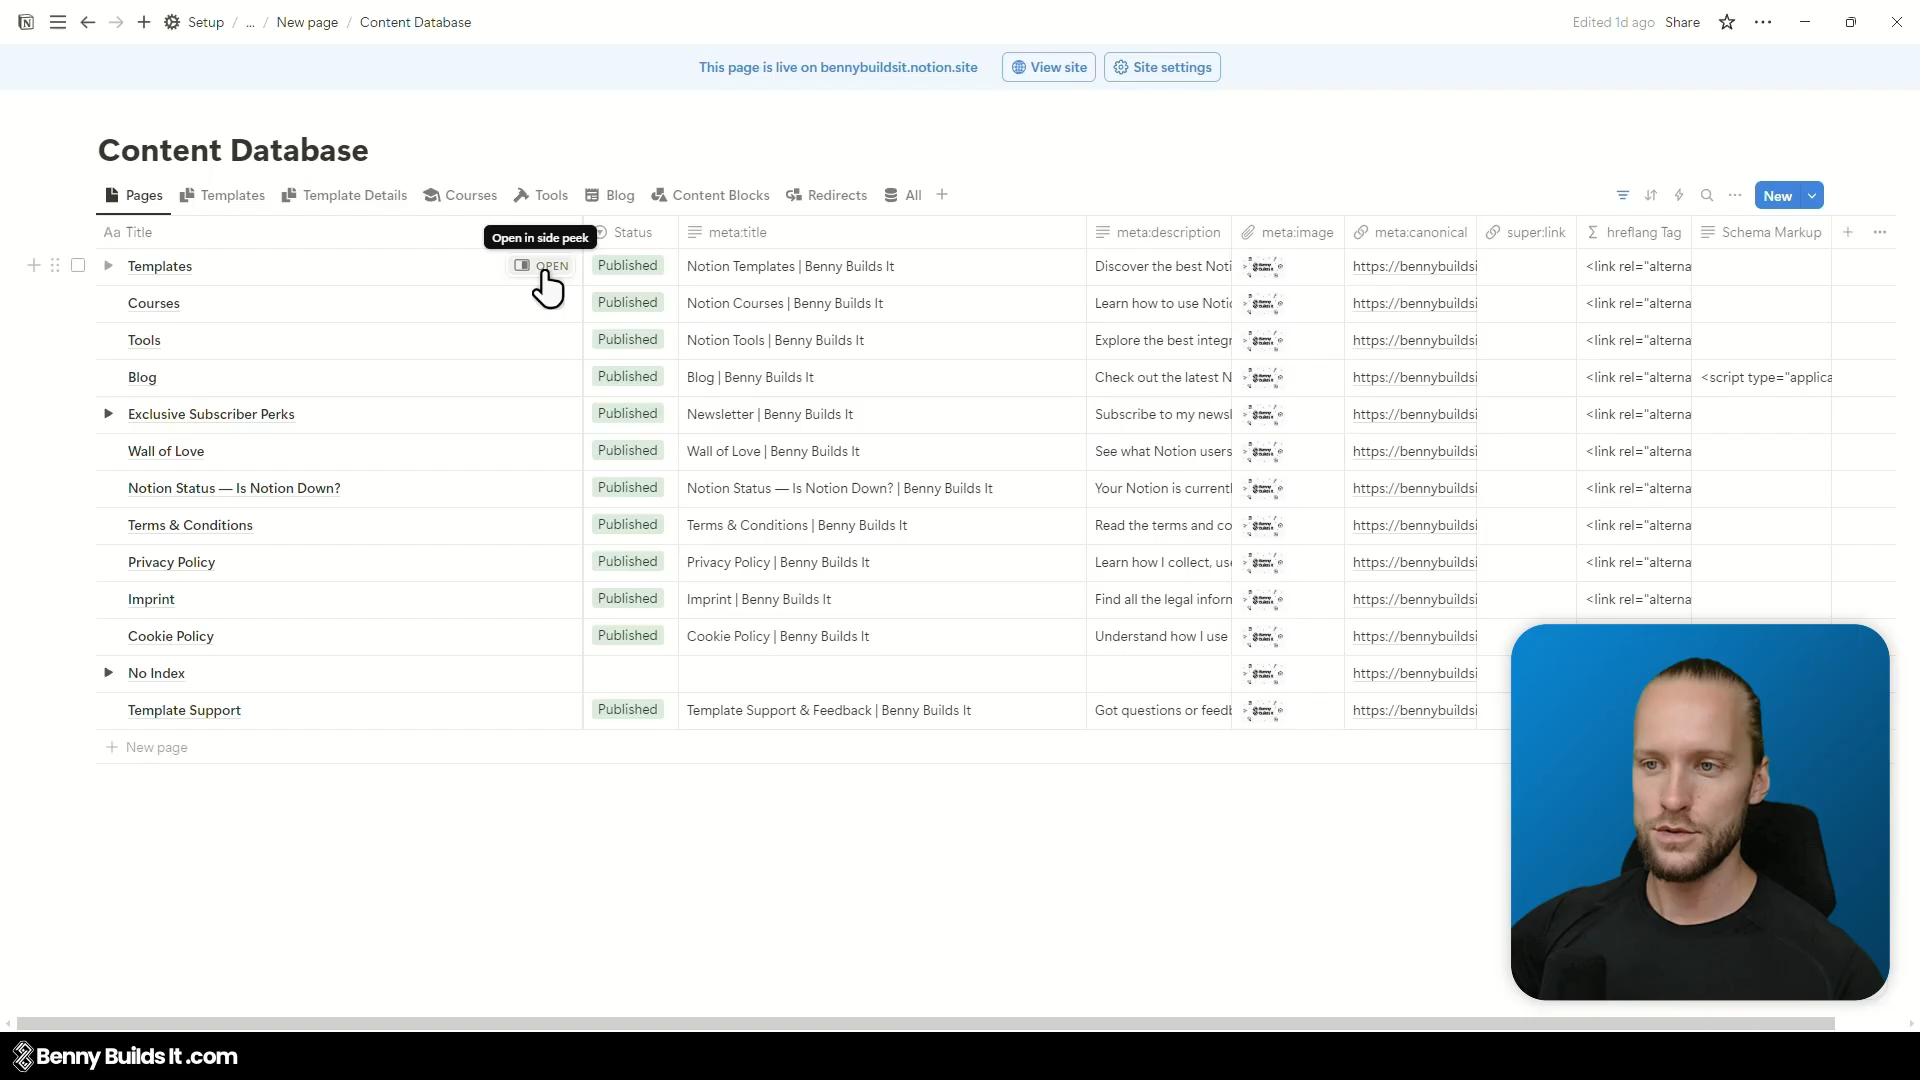 Setup / ... / New page / Content Database
Edited 1d ago Share
This page is live on bennybuildsit.notion.site View site Site settings
Content Database
Pages Templates Template Details Courses Tools Blog Content Blocks Redirects All New
Aa Title Open in side peek Status meta:title meta:description meta:image meta:canonical super:link hreflang Tag Schema Markup
Templates OPEN Published Notion Templates | Benny Builds It Discover the best Noti https://bennybuildsi <link rel="alterna
Courses Published Notion Courses | Benny Builds It Learn how to use Notic https://bennybuildsi <link rel="alterna
Tools Published Notion Tools | Benny Builds It Explore the best integr https://bennybuildsi <link rel="alterna
Blog Published Blog | Benny Builds It Check out the latest N https://bennybuildsi <link rel="alterna <script type="applica
Exclusive Subscriber Perks Published Newsletter | Benny Builds It Subscribe to my newsl https://bennybuildsi <link rel="alterna
Wall of Love Published Wall of Love | Benny Builds It See what Notion users https://bennybuildsi <link rel="alterna
Notion Status — Is Notion Down? Published Notion Status — Is Notion Down? | Benny Builds It Your Notion is currentl https://bennybuildsi <link rel="alterna
Terms & Conditions Published Terms & Conditions | Benny Builds It Read the terms and co https://bennybuildsi <link rel="alterna
Privacy Policy Published Privacy Policy | Benny Builds It Learn how I collect, use https://bennybuildsi <link rel="alterna
Imprint Published Imprint | Benny Builds It Find all the legal inforn https://bennybuildsi <link rel="alterna
Cookie Policy Published Cookie Policy | Benny Builds It Understand how I use https://bennybuildsi
No Index https://bennybuildsi
Template Support Published Template Support & Feedback | Benny Builds It Got questions or feedb https://bennybuildsi
New page
Benny Builds It .com